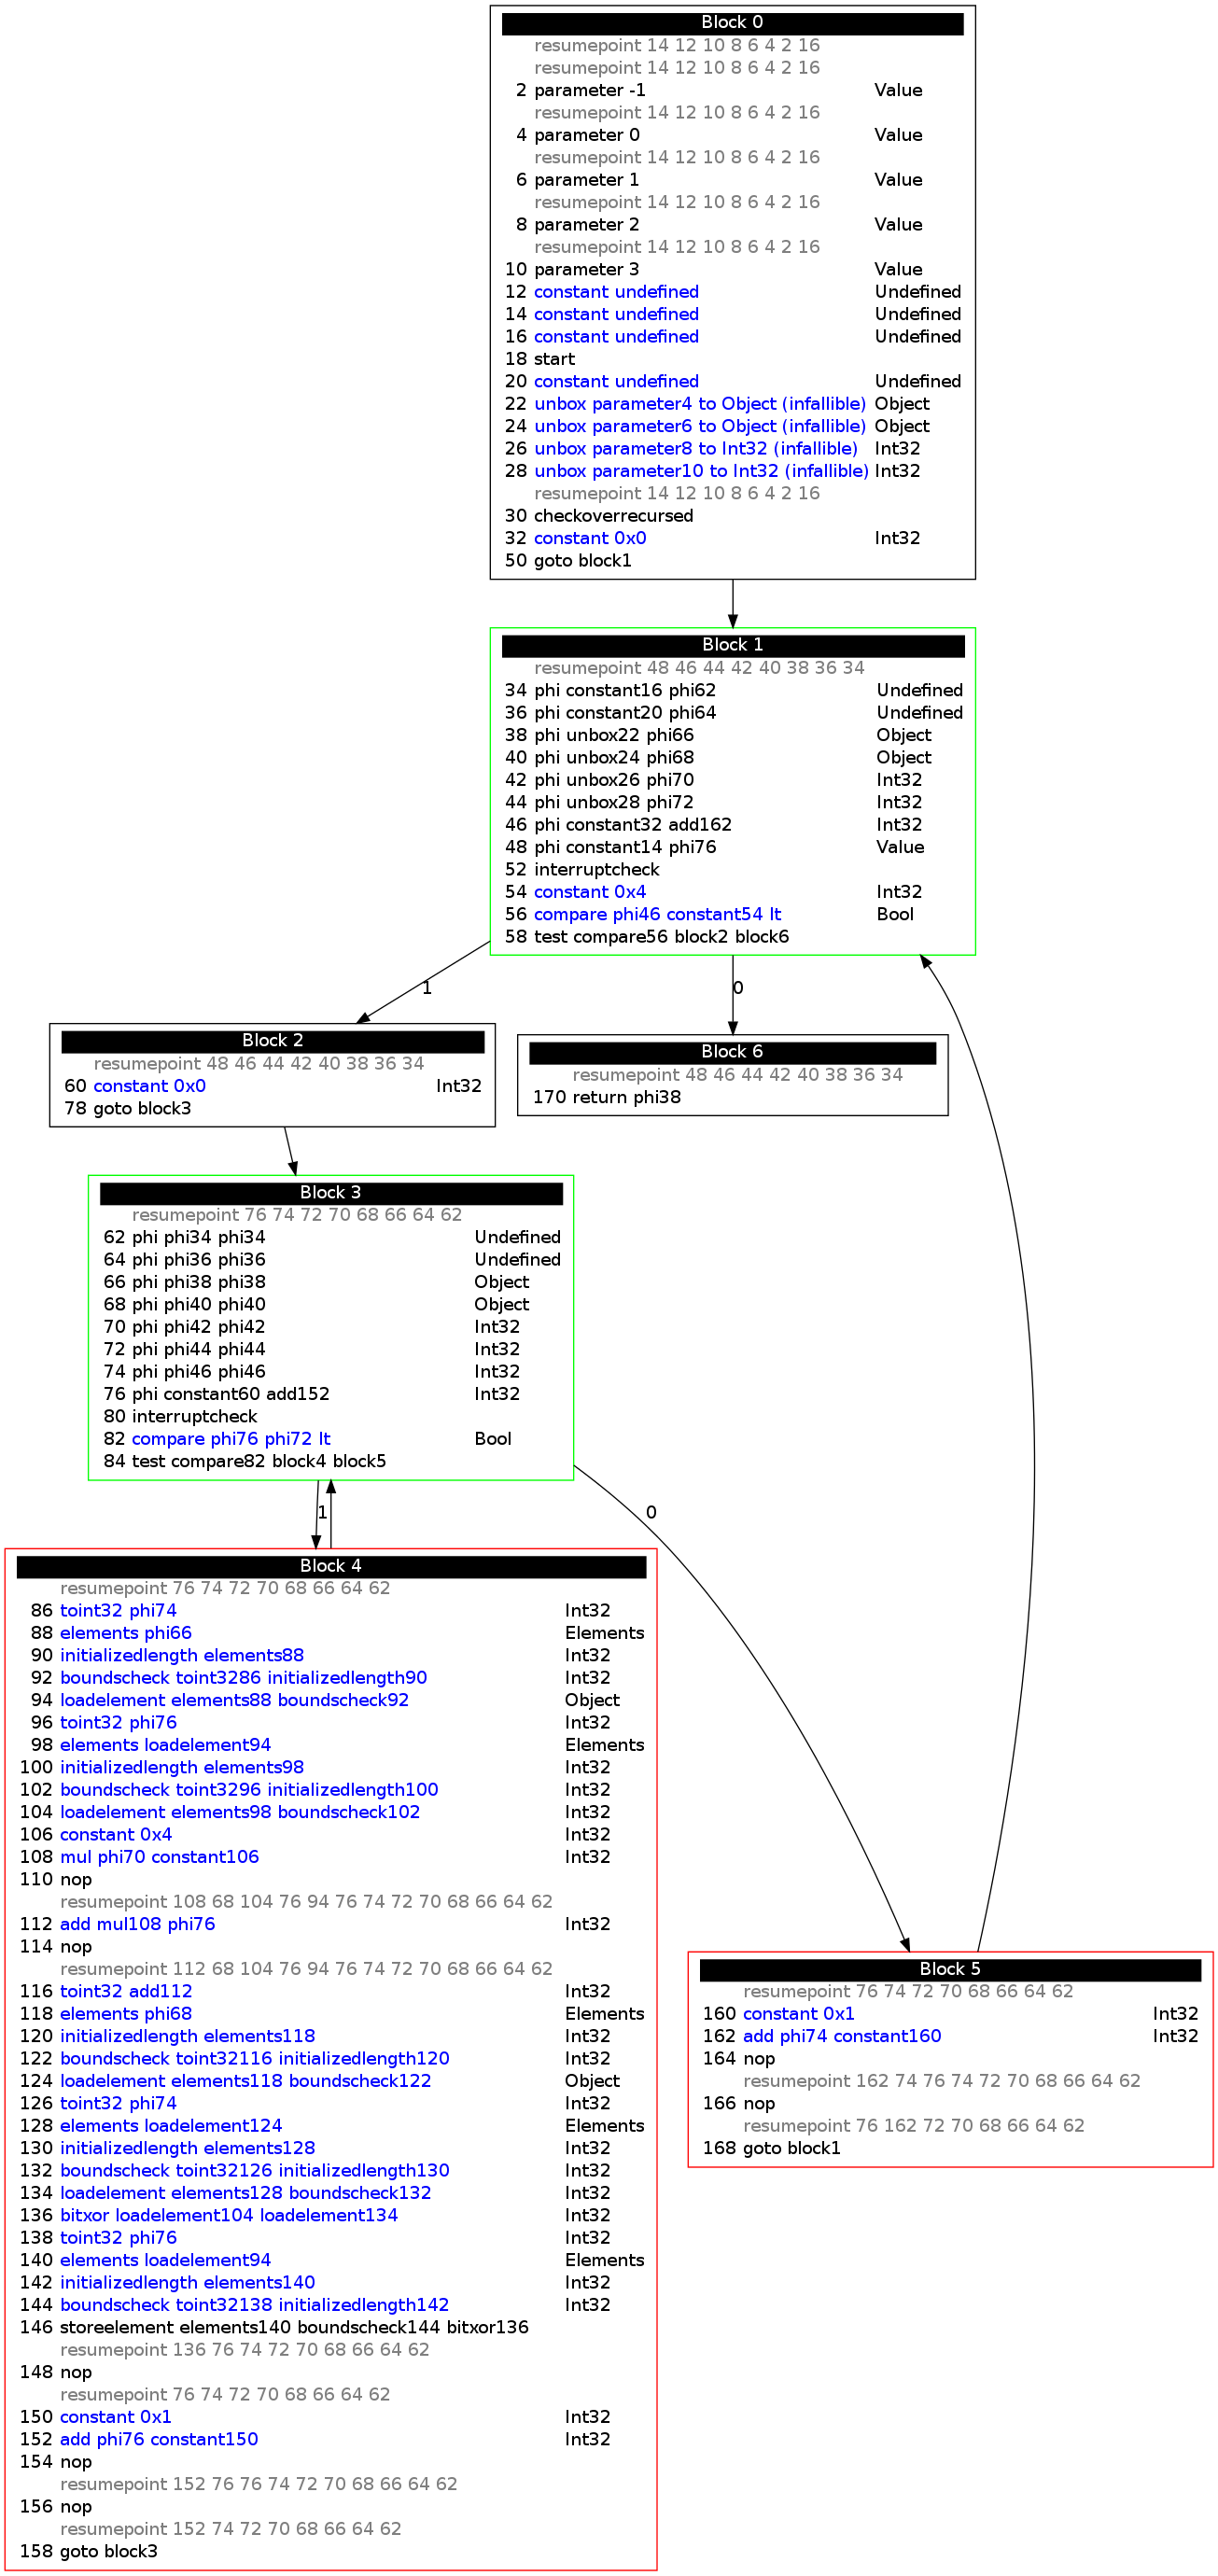 Block 0
resumepoint 14 12 10 8 6 4 2 16
resumepoint 14 12 10 8 6 4 2 16
2 parameter -1 Value
resumepoint 14 12 10 8 6 4 2 16
4 parameter 0 Value
resumepoint 14 12 10 8 6 4 2 16
6 parameter 1 Value
resumepoint 14 12 10 8 6 4 2 16
8 parameter 2 Value
resumepoint 14 12 10 8 6 4 2 16
10 parameter 3 Value
12 constant undefined Undefined
14 constant undefined Undefined
16 constant undefined Undefined
18 start
20 constant undefined Undefined
22 unbox parameter4 to Object (infallible) Object
24 unbox parameter6 to Object (infallible) Object
26 unbox parameter8 to Int32 (infallible) Int32
28 unbox parameter10 to Int32 (infallible) Int32
resumepoint 14 12 10 8 6 4 2 16
30 checkoverrecursed
32 constant 0x0 Int32
50 goto block1
Block 1
resumepoint 48 46 44 42 40 38 36 34
34 phi constant16 phi62 Undefined
36 phi constant20 phi64 Undefined
38 phi unbox22 phi66 Object
40 phi unbox24 phi68 Object
42 phi unbox26 phi70 Int32
44 phi unbox28 phi72 Int32
46 phi constant32 add162 Int32
48 phi constant14 phi76 Value
52 interruptcheck
54 constant 0x4 Int32
56 compare phi46 constant54 lt Bool
58 test compare56 block2 block6
1
0
Block 2
resumepoint 48 46 44 42 40 38 36 34
60 constant 0x0 Int32
78 goto block3
Block 6
resumepoint 48 46 44 42 40 38 36 34
170 return phi38
Block 3
resumepoint 76 74 72 70 68 66 64 62
62 phi phi34 phi34 Undefined
64 phi phi36 phi36 Undefined
66 phi phi38 phi38 Object
68 phi phi40 phi40 Object
70 phi phi42 phi42 Int32
72 phi phi44 phi44 Int32
74 phi phi46 phi46 Int32
76 phi constant60 add152 Int32
80 interruptcheck
82 compare phi76 phi72 lt Bool
84 test compare82 block4 block5
1
0
Block 4
resumepoint 76 74 72 70 68 66 64 62
86 toint32 phi74 Int32
88 elements phi66 Elements
90 initializedlength elements88 Int32
92 boundscheck toint3286 initializedlength90 Int32
94 loadelement elements88 boundscheck92 Object
96 toint32 phi76 Int32
98 elements loadelement94 Elements
100 initializedlength elements98 Int32
102 boundscheck toint3296 initializedlength100 Int32
104 loadelement elements98 boundscheck102 Int32
106 constant 0x4 Int32
108 mul phi70 constant106 Int32
110 nop
resumepoint 108 68 104 76 94 76 74 72 70 68 66 64 62
112 add mul108 phi76 Int32
114 nop
resumepoint 112 68 104 76 94 76 74 72 70 68 66 64 62
116 toint32 add112 Int32
118 elements phi68 Elements
120 initializedlength elements118 Int32
122 boundscheck toint32116 initializedlength120 Int32
124 loadelement elements118 boundscheck122 Object
126 toint32 phi74 Int32
128 elements loadelement124 Elements
130 initializedlength elements128 Int32
132 boundscheck toint32126 initializedlength130 Int32
134 loadelement elements128 boundscheck132 Int32
136 bitxor loadelement104 loadelement134 Int32
138 toint32 phi76 Int32
140 elements loadelement94 Elements
142 initializedlength elements140 Int32
144 boundscheck toint32138 initializedlength142 Int32
146 storeelement elements140 boundscheck144 bitxor136
resumepoint 136 76 74 72 70 68 66 64 62
148 nop
resumepoint 76 74 72 70 68 66 64 62
150 constant 0x1 Int32
152 add phi76 constant150 Int32
154 nop
resumepoint 152 76 76 74 72 70 68 66 64 62
156 nop
resumepoint 152 74 72 70 68 66 64 62
158 goto block3
Block 5
resumepoint 76 74 72 70 68 66 64 62
160 constant 0x1 Int32
162 add phi74 constant160 Int32
164 nop
resumepoint 162 74 76 74 72 70 68 66 64 62
166 nop
resumepoint 76 162 72 70 68 66 64 62
168 goto block1